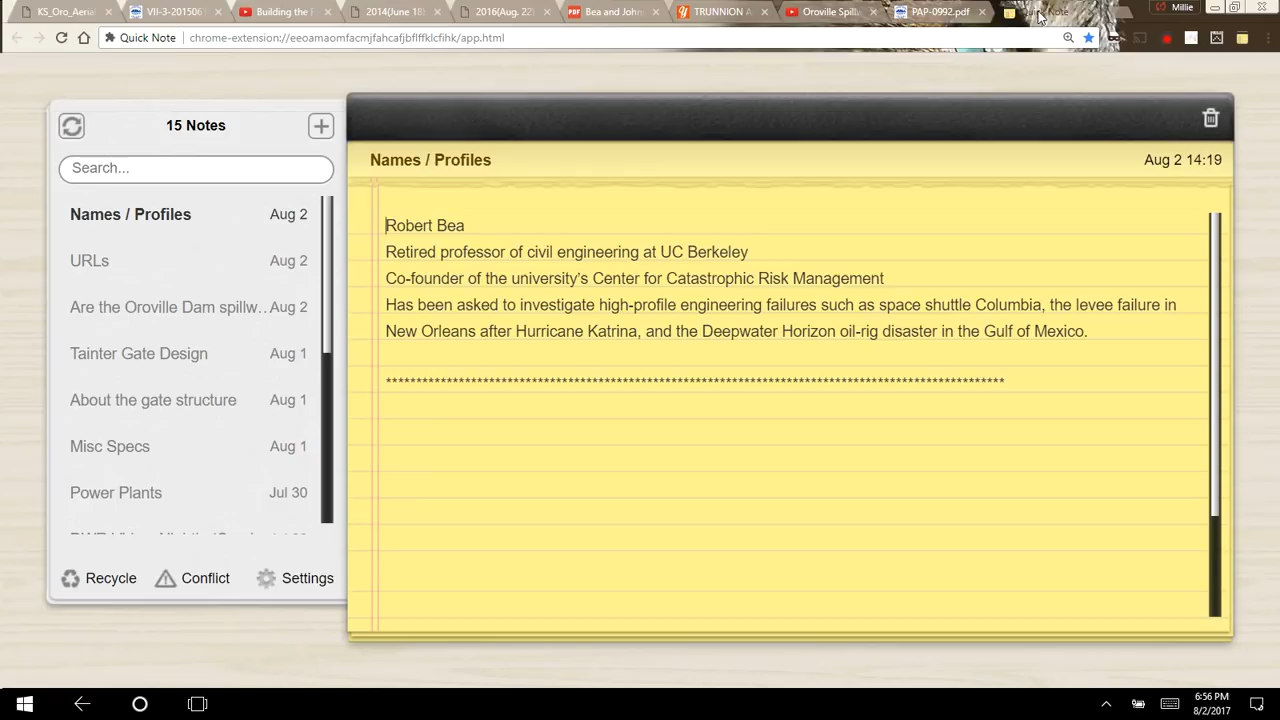 KS_Oro_Aerial
VII-3-2015061
Building the F
2014(June 18)
2016(Aug. 22
Bea and John
TRUNNION A
Oroville Spill
PAP-0992.pdf
Quick Note
Millie
Quick Note
chrome-extension://eeoamaomfacmjfahcafjbflffklcfihk/app.html
15 Notes
Search...
Names / Profiles Aug 2
URLs Aug 2
Are the Oroville Dam spillw... Aug 2
Tainter Gate Design Aug 1
About the gate structure Aug 1
Misc Specs Aug 1
Power Plants Jul 30
Recycle Conflict Settings
Names / Profiles Aug 2 14:19
Robert Bea
Retired professor of civil engineering at UC Berkeley
Co-founder of the university's Center for Catastrophic Risk Management
Has been asked to investigate high-profile engineering failures such as space shuttle Columbia, the levee failure in
New Orleans after Hurricane Katrina, and the Deepwater Horizon oil-rig disaster in the Gulf of Mexico.
******************************************************************************************************
6:56 PM
8/2/2017